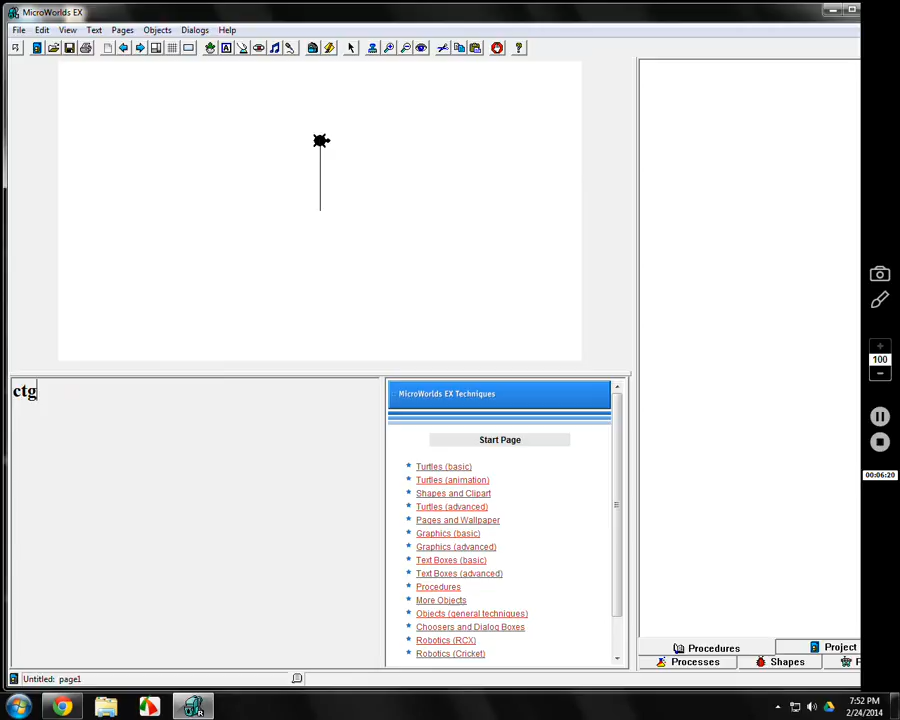 MicroWorlds EX
File Edit View Text Pages Objects Dialogs Help
ctg
MicroWorlds EX Techniques
Start Page
Turtles (basic)
Turtles (animation)
Shapes and Clipart
Turtles (advanced)
Pages and Wallpaper
Graphics (basic)
Graphics (advanced)
Text Boxes (basic)
Text Boxes (advanced)
Procedures
More Objects
Objects (general techniques)
Choosers and Dialog Boxes
Robotics (RCX)
Robotics (Cricket)
100
00:06:20
Procedures Project
Processes Shapes F
Untitled: page1
7:52 PM
2/24/2014